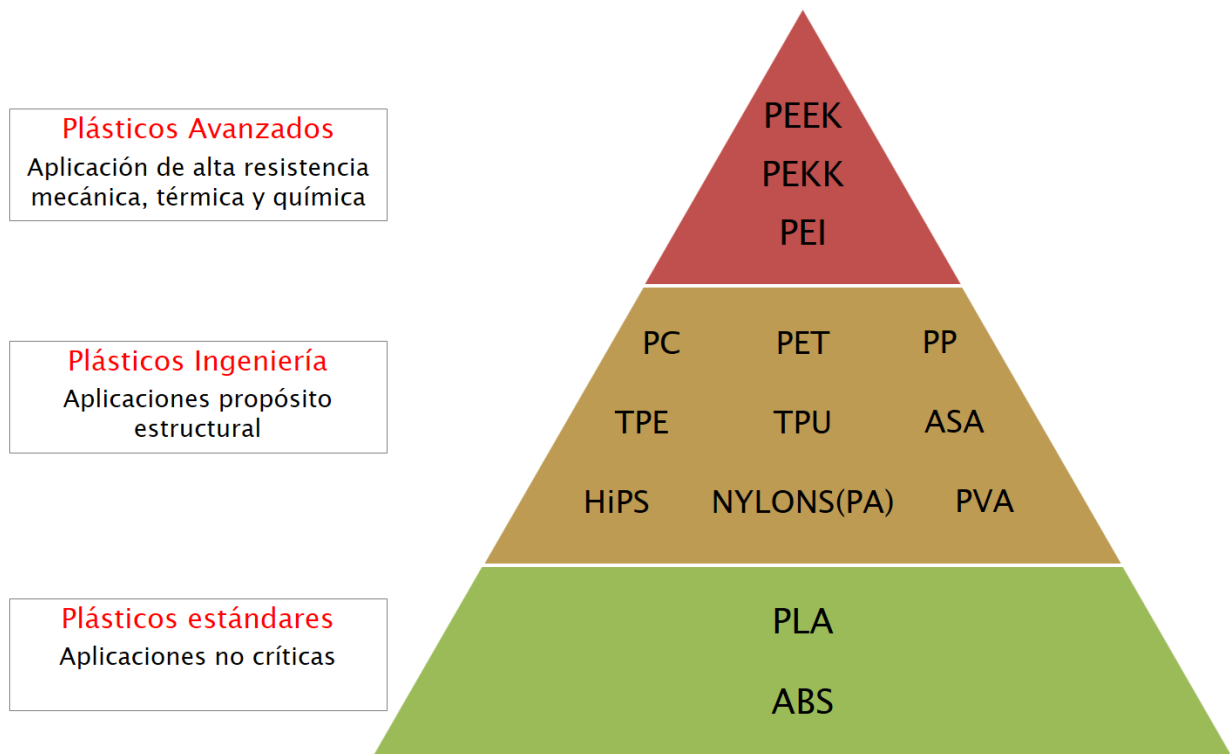 Plásticos Avanzados
Aplicación de alta resistencia
mecánica, térmica y química
PEEK
PEKK
PEI
Plásticos Ingeniería
Aplicaciones propósito
estructural
PC PET PP
TPE TPU ASA
HiPS NYLONS(PA) PVA
Plásticos estándares
Aplicaciones no críticas
PLA
ABS